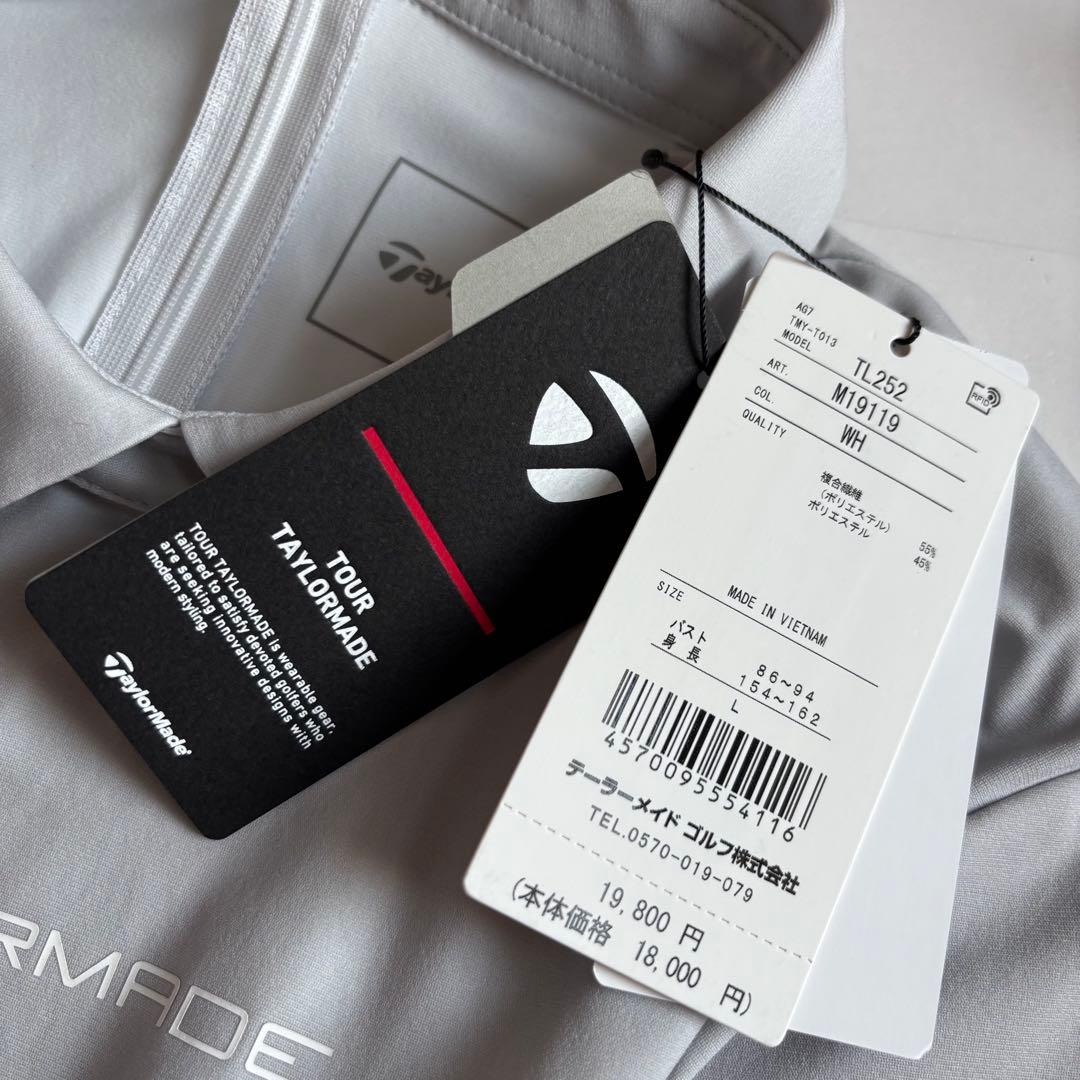 Taylo
TOUR
TAYLORMADE
TOUR TAYLORMADE is wearable gear,
tailored to satisfy devoted golfers who
are seeking innovative designs with
modern styling.
TaylorMade
AG7
TMY-T013
MODEL TL252
RFID
ART. M19119
COL. WH
QUALITY
複合繊維
(ポリエステル) 55%
ポリエステル 45%
MADE IN VIETNAM
SIZE
バスト 86~94
身長 154~162
L
4570095554116
テーラーメイド ゴルフ株式会社
TEL.0570-019-079
19,800 円
(本体価格 18,000 円)
RMADE